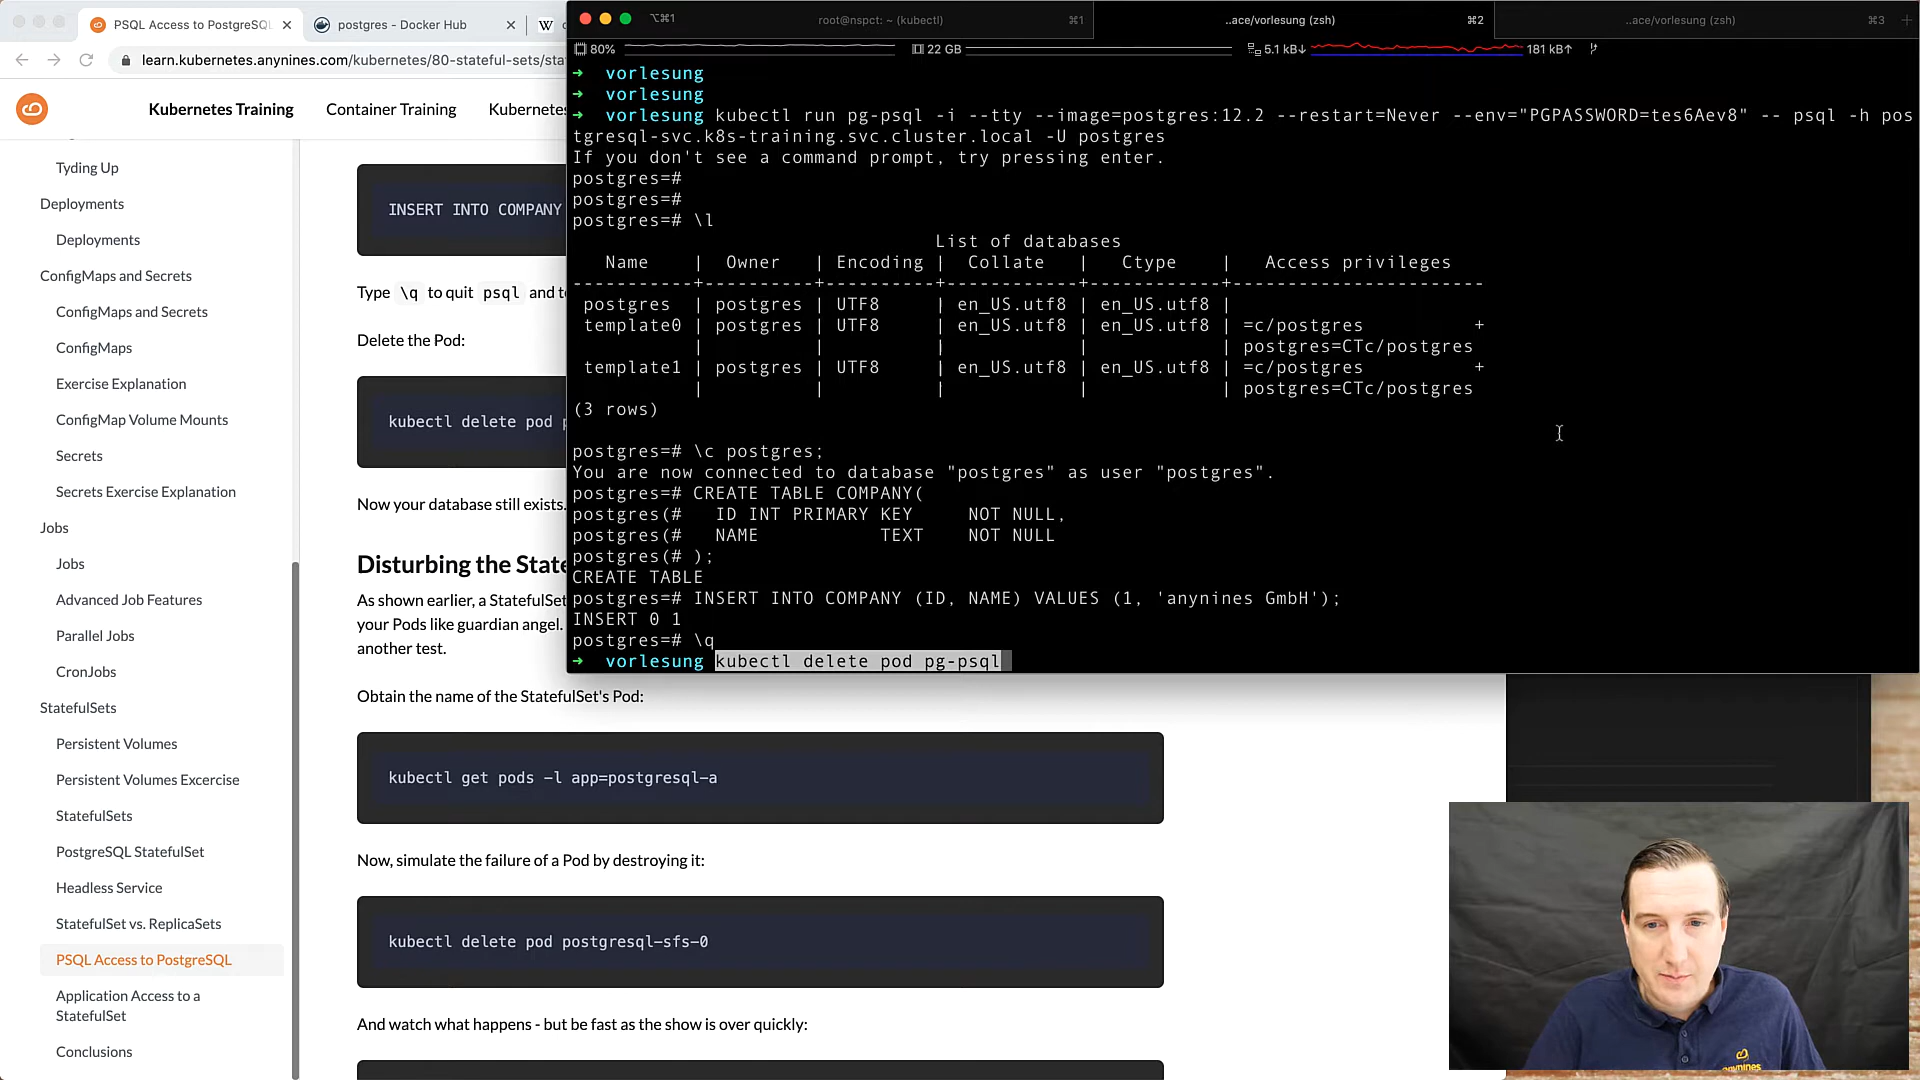 PSQL Access to PostgreSQL
postgres - Docker Hub
W
learn.kubernetes.anynines.com/kubernetes/80-stateful-sets/sta
Kubernetes Training
Container Training
Kubernetes
Tyding Up
Deployments
Deployments
ConfigMaps and Secrets
ConfigMaps and Secrets
ConfigMaps
Exercise Explanation
ConfigMap Volume Mounts
Secrets
Secrets Exercise Explanation
Jobs
Jobs
Advanced Job Features
Parallel Jobs
CronJobs
StatefulSets
Persistent Volumes
Persistent Volumes Excercise
StatefulSets
PostgreSQL StatefulSet
Headless Service
StatefulSet vs. ReplicaSets
PSQL Access to PostgreSQL
Application Access to a
StatefulSet
Conclusions
INSERT INTO COMPANY
Type \q to quit psql and t
Delete the Pod:
kubectl delete pod p
Now your database still exists.
Disturbing the State
As shown earlier, a StatefulSet
your Pods like guardian angel.
another test.
Obtain the name of the StatefulSet's Pod:
kubectl get pods -l app=postgresql-a
Now, simulate the failure of a Pod by destroying it:
kubectl delete pod postgresql-sfs-0
And watch what happens - but be fast as the show is over quickly:
⌥⌘1
root@nspct: ~ (kubectl) ⌘1
..ace/vorlesung (zsh) ⌘2
..ace/vorlesung (zsh) ⌘3
80% 22 GB 5.1 kB↓ 181 kB↑
➜ vorlesung
➜ vorlesung
➜ vorlesung kubectl run pg-psql -i --tty --image=postgres:12.2 --restart=Never --env="PGPASSWORD=tes6Aev8" -- psql -h pos
tgresql-svc.k8s-training.svc.cluster.local -U postgres
If you don't see a command prompt, try pressing enter.
postgres=#
postgres=#
postgres=# \l
List of databases
Name | Owner | Encoding | Collate | Ctype | Access privileges
-----------+----------+----------+------------+------------+-----------------------
postgres | postgres | UTF8 | en_US.utf8 | en_US.utf8 |
template0 | postgres | UTF8 | en_US.utf8 | en_US.utf8 | =c/postgres +
| | | | | postgres=CTc/postgres
template1 | postgres | UTF8 | en_US.utf8 | en_US.utf8 | =c/postgres +
| | | | | postgres=CTc/postgres
(3 rows)
postgres=# \c postgres;
You are now connected to database "postgres" as user "postgres".
postgres=# CREATE TABLE COMPANY(
postgres(# ID INT PRIMARY KEY NOT NULL,
postgres(# NAME TEXT NOT NULL
postgres(# );
CREATE TABLE
postgres=# INSERT INTO COMPANY (ID, NAME) VALUES (1, 'anynines GmbH');
INSERT 0 1
postgres=# \q
➜ vorlesung kubectl delete pod pg-psql
anynines